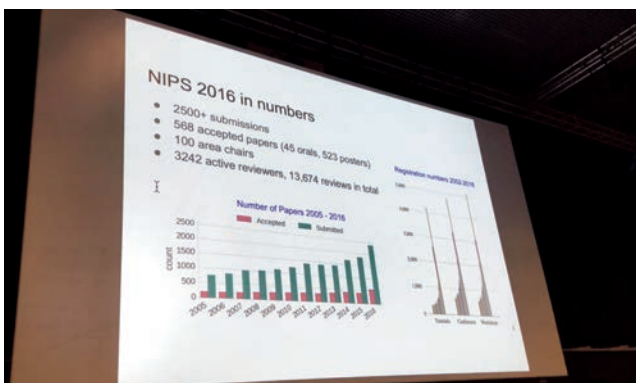 NIPS 2016 in numbers
• 2500+ submissions
• 568 accepted papers (45 orals, 523 posters)
• 100 area chairs
• 3242 active reviewers, 13,674 reviews in total
Number of Papers 2005 - 2016
Accepted Submitted
2500
2000
1500
1000
500
0
count
2005 2006 2007 2008 2009 2010 2011 2012 2013 2014 2015 2016
Registration numbers 2002-2016
Tutorials Conference Workshops